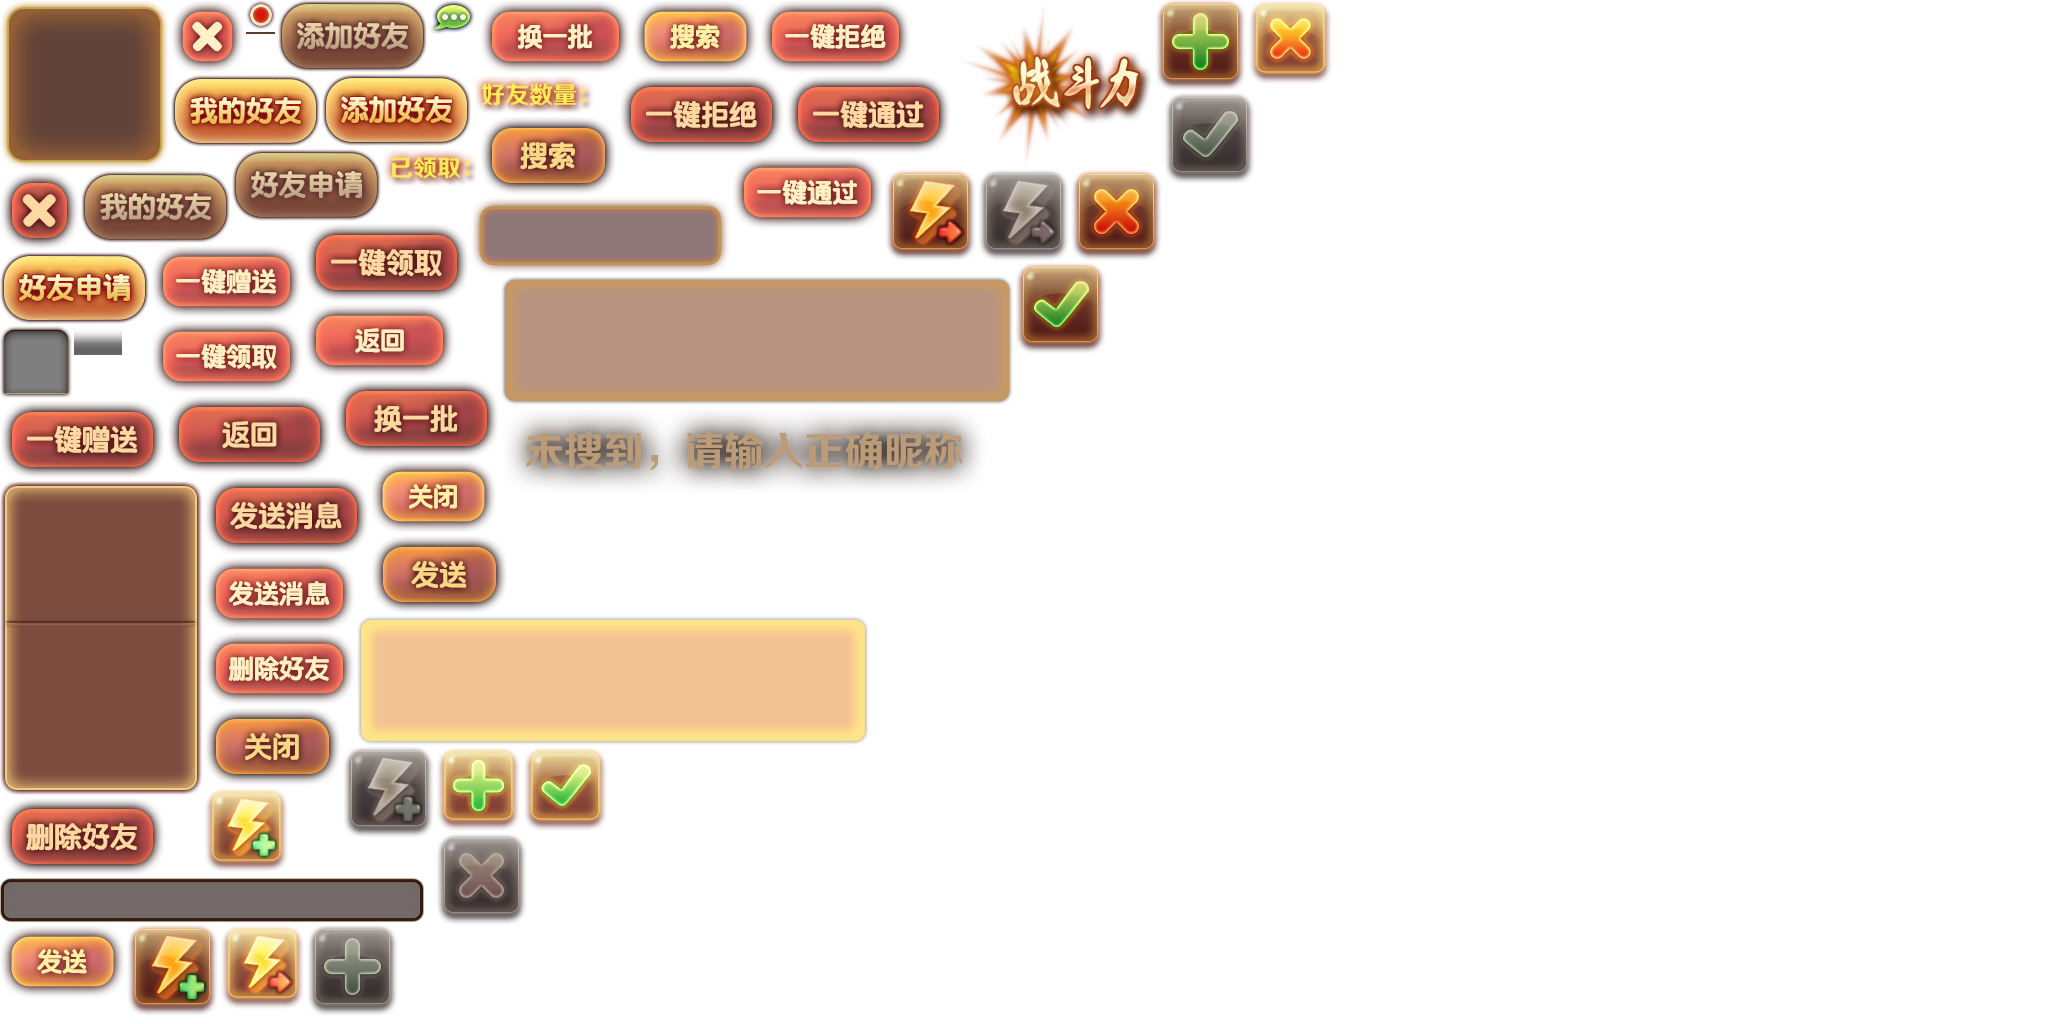 添加好友
换一批
搜索
一键拒绝
战斗力
我的好友
添加好友
好友数量:
一键拒绝
一键通过
搜索
已领取:
好友申请
我的好友
一键通过
一键领取
一键赠送
好友申请
返回
一键领取
换一批
返回
一键赠送
未搜到，请输入正确昵称
关闭
发送消息
发送
发送消息
删除好友
关闭
删除好友
发送